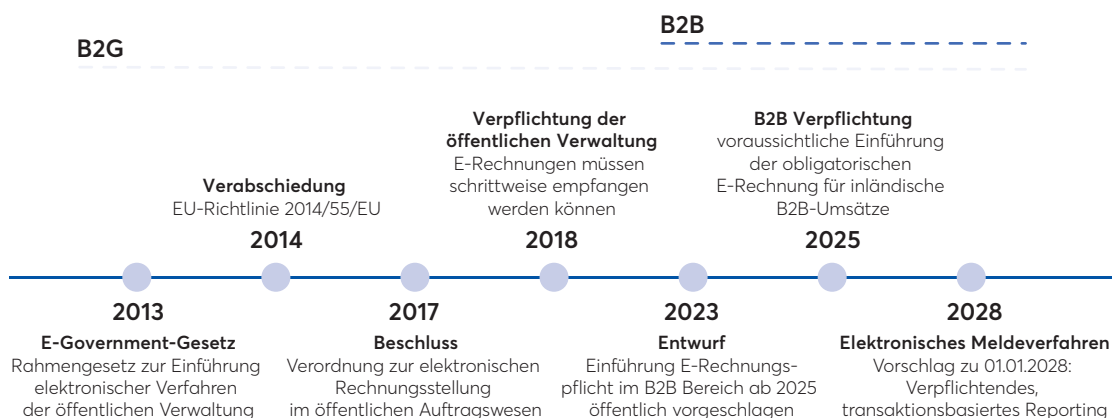 B2B
B2G
Verpflichtung der
öffentlichen Verwaltung
E-Rechnungen müssen
schrittweise empfangen
werden können
B2B Verpflichtung
voraussichtliche Einführung
der obligatorischen
E-Rechnung für inländische
B2B-Umsätze
Verabschiedung
EU-Richtlinie 2014/55/EU
2014
2018
2025
2013
E-Government-Gesetz
Rahmengesetz zur Einführung
elektronischer Verfahren
der öffentlichen Verwaltung
2017
Beschluss
Verordnung zur elektronischen
Rechnungsstellung
im öffentlichen Auftragswesen
2023
Entwurf
Einführung E-Rechnungs-
pflicht im B2B Bereich ab 2025
öffentlich vorgeschlagen
2028
Elektronisches Meldeverfahren
Vorschlag zu 01.01.2028:
Verpflichtendes,
transaktionsbasiertes Reporting